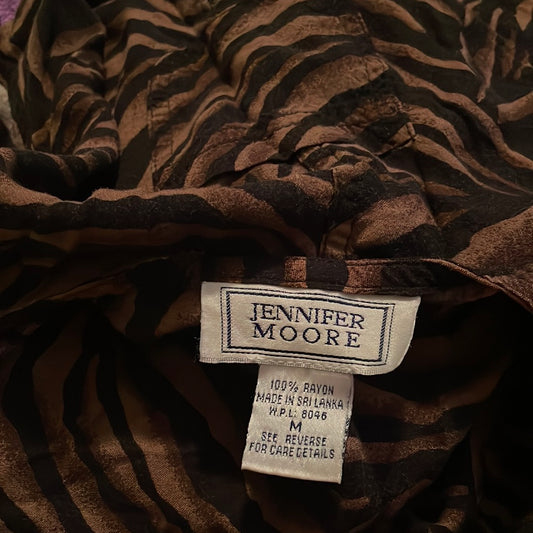 JENNIFER
MOORE
100% RAYON
MADE IN SRI LANKA
W.P.L: 8046
M
SEE REVERSE
FOR CARE DETAILS